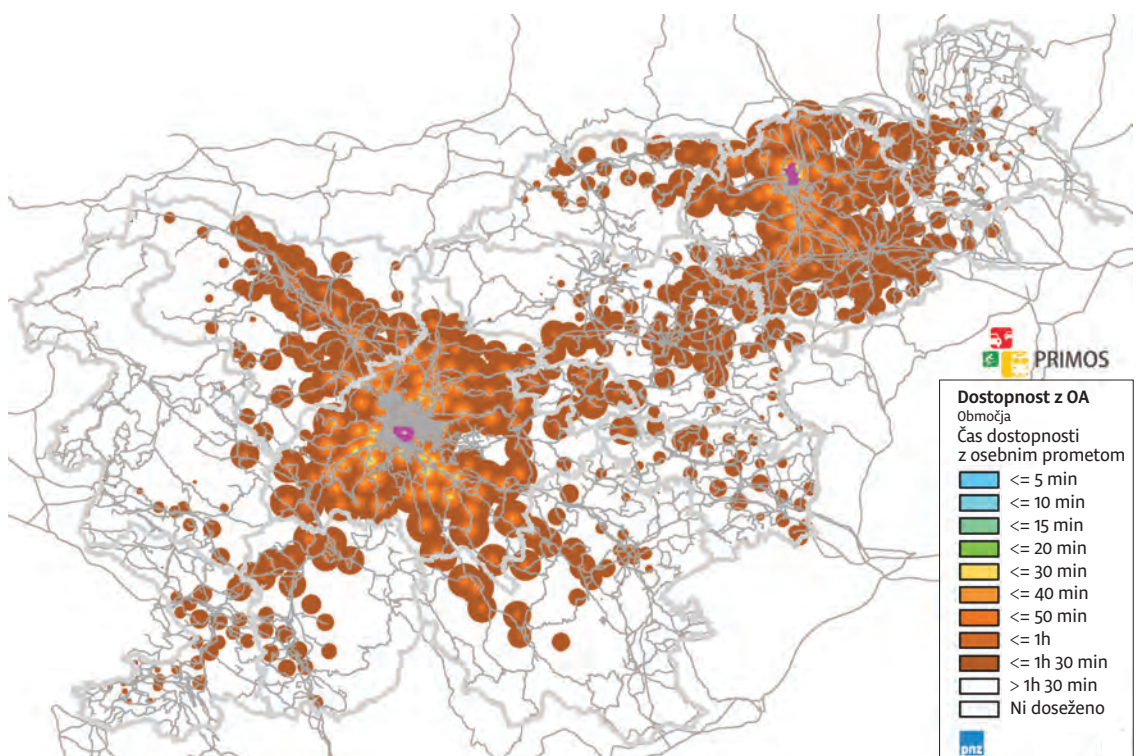 PRIMOS
Dostopnost z OA
Območja
Čas dostopnosti
z osebnim prometom
<= 5 min
<= 10 min
<= 15 min
<= 20 min
<= 30 min
<= 40 min
<= 50 min
<= 1h
<= 1h 30 min
> 1h 30 min
Ni doseženo
pnz